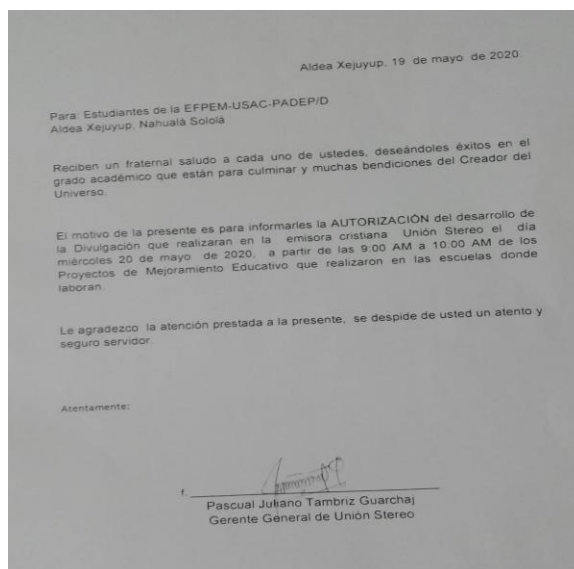 Aldea Xejuyup, 19 de mayo de 2020.
Para: Estudiantes de la EFPEM-USAC-PADEP/D
Aldea Xejuyup, Nahualá Sololá
Reciben un fraternal saludo a cada uno de ustedes, deseándoles éxitos en el
grado académico que están para culminar y muchas bendiciones del Creador del
Universo.
El motivo de la presente es para informarles la AUTORIZACIÓN del desarrollo de
la Divulgación que realizaran en la emisora cristiana Unión Stereo el día
miércoles 20 de mayo de 2020, a partir de las 9:00 AM a 10:00 AM de los
Proyectos de Mejoramiento Educativo que realizaron en las escuelas donde
laboran.
Le agradezco la atención prestada a la presente, se despide de usted un atento y
seguro servidor.
Atentamente:
f.
Pascual Juliano Tambriz Guarchaj
Gerente General de Unión Stereo